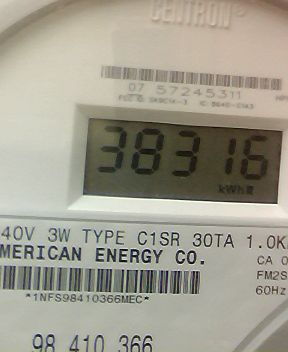 CENTRON®
07 57245311
38316
kWh
40V 3W TYPE C1SR 30TA 1.0K
MERICAN ENERGY CO.
CA 0
FM2S
60Hz
*1NFS98410366MEC*
98 410 366